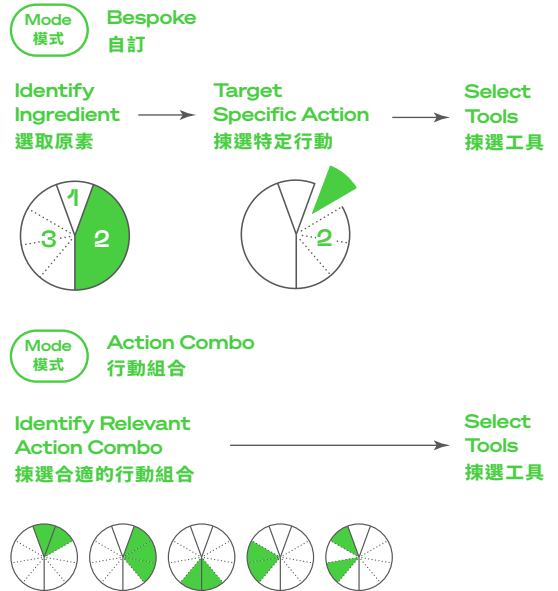 Mode
模式
Bespoke
自訂
Identify
Ingredient
選取原素
Target
Specific Action
揀選特定行動
Select
Tools
揀選工具
1
2
3
2
Mode
模式
Action Combo
行動組合
Identify Relevant
Action Combo
揀選合適的行動組合
Select
Tools
揀選工具